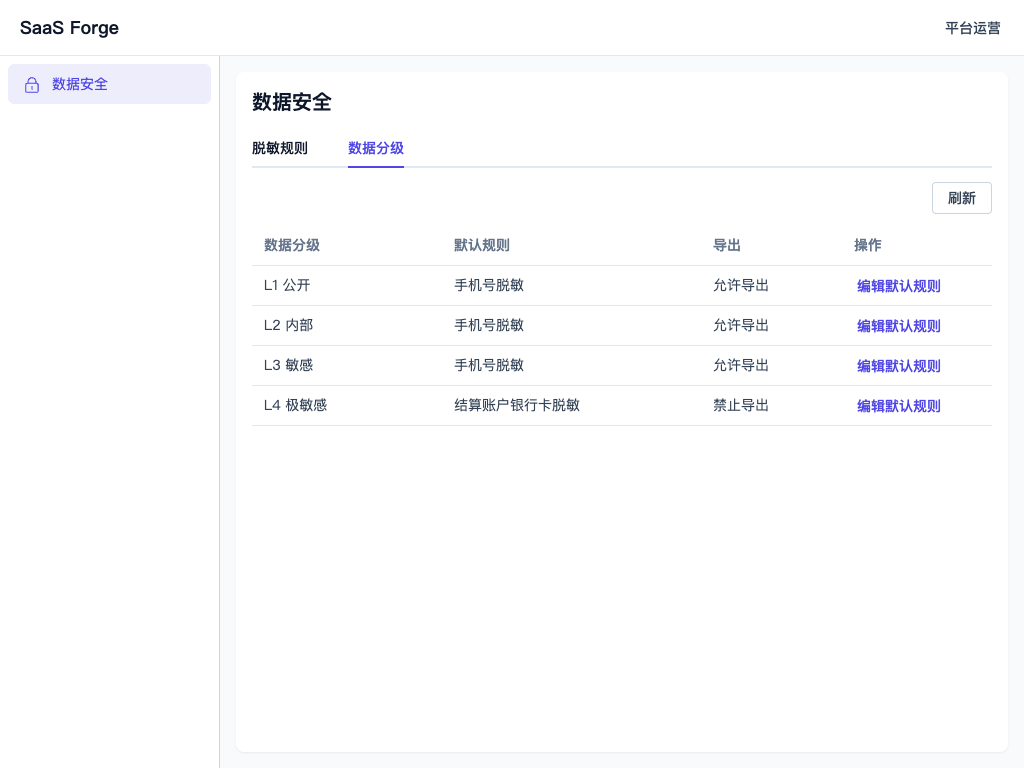 SaaS Forge 平台运营
数据安全
数据安全
脱敏规则 数据分级
刷新
数据分级 默认规则 导出 操作
L1 公开 手机号脱敏 允许导出 编辑默认规则
L2 内部 手机号脱敏 允许导出 编辑默认规则
L3 敏感 手机号脱敏 允许导出 编辑默认规则
L4 极敏感 结算账户银行卡脱敏 禁止导出 编辑默认规则